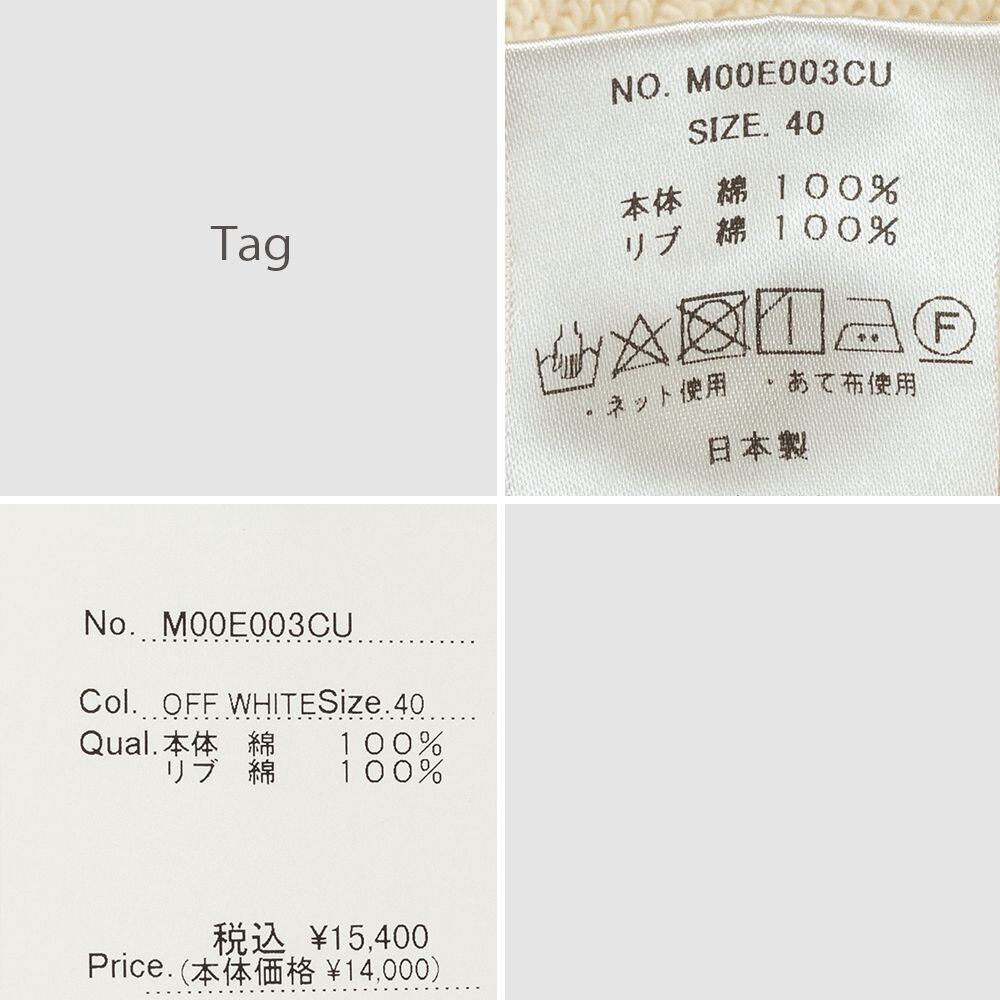 Tag
NO. M00E003CU
SIZE. 40
本体 綿 100%
リブ 綿 100%
F
・ネット使用 ・あて布使用
日本製
No. M00E003CU
Col. OFF WHITE Size. 40
Qual. 本体 綿 100%
リブ 綿 100%
税込 ¥15,400
Price. (本体価格 ¥14,000)